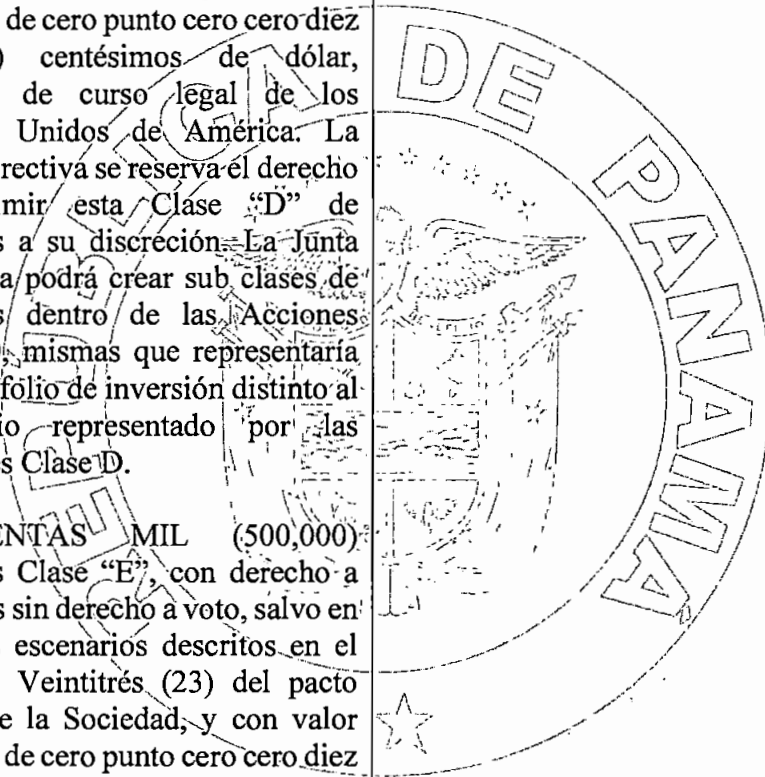 de cero punto cero cero diez
) centésimos de dólar,
de curso legal de los
Unidos de América. La
rectiva se reserva el derecho
mir esta Clase “D” de
s a su discreción. La Junta
a podrá crear sub clases de
s dentro de las Acciones
, mismas que representaría
folio de inversión distinto al
io representado por las
es Clase D.
ENTAS MIL (500,000)
s Clase “E”, con derecho a
s sin derecho a voto, salvo en
escenarios descritos en el
Veintitrés (23) del pacto
e la Sociedad, y con valor
de cero punto cero cero diez
DE PANAMÁ